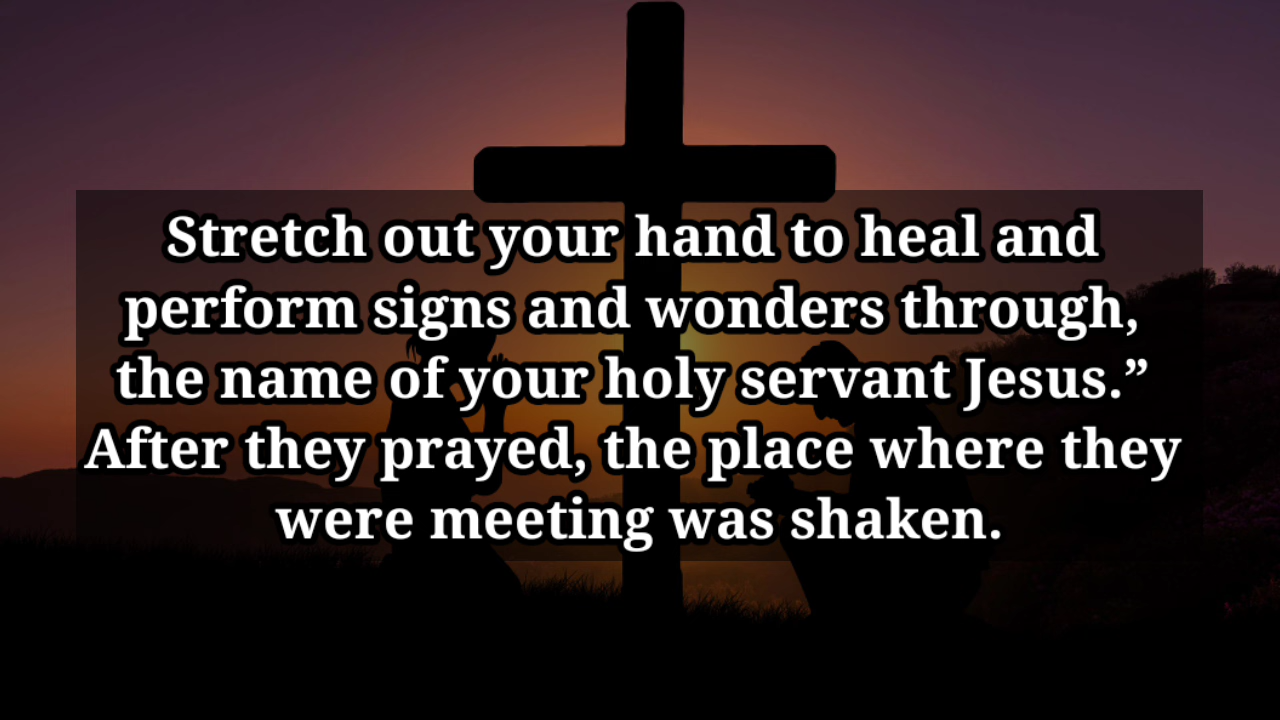 Stretch out your hand to heal and
perform signs and wonders through,
the name of your holy servant Jesus.”
After they prayed, the place where they
were meeting was shaken.